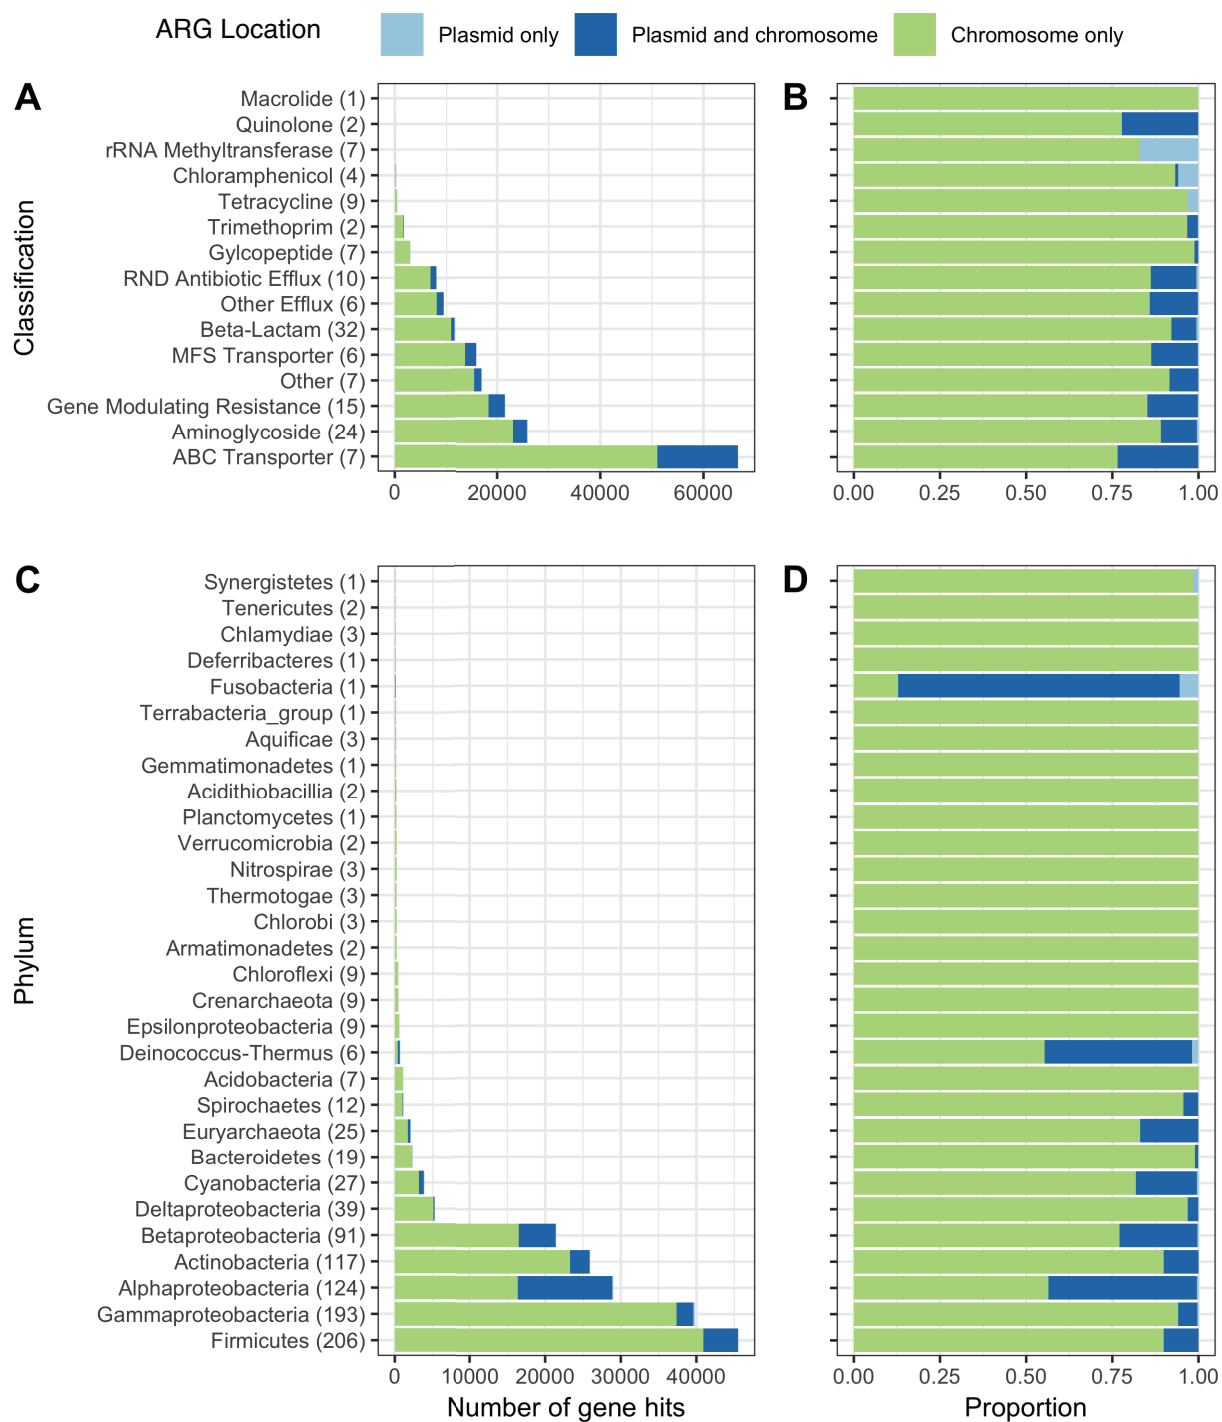 ARG Location Plasmid only Plasmid and chromosome Chromosome only
A
B
Classification
Macrolide (1)
Quinolone (2)
rRNA Methyltransferase (7)
Chloramphenicol (4)
Tetracycline (9)
Trimethoprim (2)
Gylcopeptide (7)
RND Antibiotic Efflux (10)
Other Efflux (6)
Beta-Lactam (32)
MFS Transporter (6)
Other (7)
Gene Modulating Resistance (15)
Aminoglycoside (24)
ABC Transporter (7)
0 20000 40000 60000
0.00 0.25 0.50 0.75 1.00
C
D
Phylum
Synergistetes (1)
Tenericutes (2)
Chlamydiae (3)
Deferribacteres (1)
Fusobacteria (1)
Terrabacteria_group (1)
Aquificae (3)
Gemmatimonadetes (1)
Acidithiobacillia (2)
Planctomycetes (1)
Verrucomicrobia (2)
Nitrospirae (3)
Thermotogae (3)
Chlorobi (3)
Armatimonadetes (2)
Chloroflexi (9)
Crenarchaeota (9)
Epsilonproteobacteria (9)
Deinococcus-Thermus (6)
Acidobacteria (7)
Spirochaetes (12)
Euryarchaeota (25)
Bacteroidetes (19)
Cyanobacteria (27)
Deltaproteobacteria (39)
Betaproteobacteria (91)
Actinobacteria (117)
Alphaproteobacteria (124)
Gammaproteobacteria (193)
Firmicutes (206)
0 10000 20000 30000 40000
0.00 0.25 0.50 0.75 1.00
Number of gene hits
Proportion